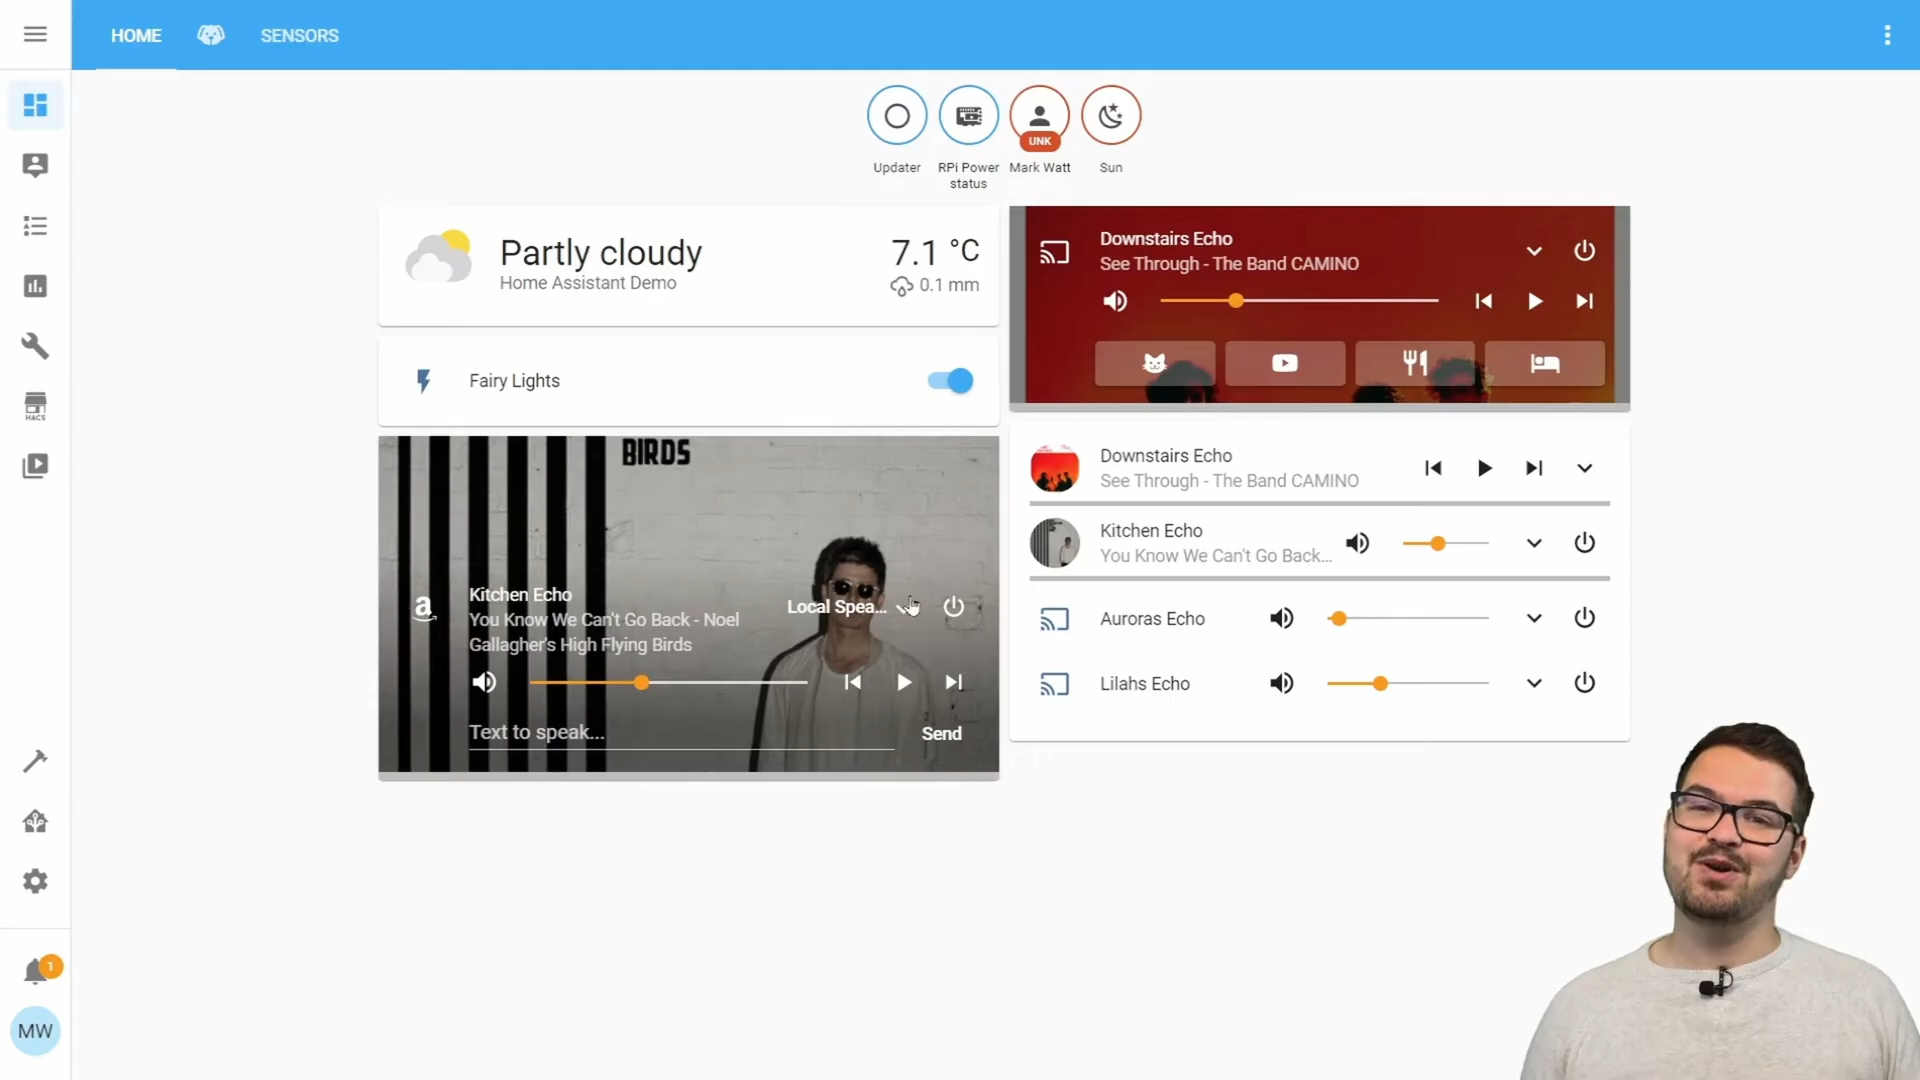 HOME
SENSORS
UNK
Updater
RPi Power
status
Mark Watt
Sun
Partly cloudy
Home Assistant Demo
7.1 °C
0.1 mm
Fairy Lights
BIRDS
Kitchen Echo
You Know We Can't Go Back - Noel
Gallagher's High Flying Birds
Local Spea...
Text to speak...
Send
Downstairs Echo
See Through - The Band CAMINO
Downstairs Echo
See Through - The Band CAMINO
Kitchen Echo
You Know We Can't Go Back...
Auroras Echo
Lilahs Echo
HACS
1
MW